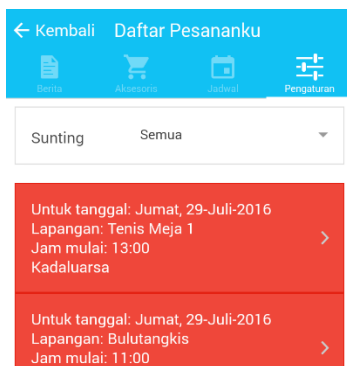 Kembali Daftar Pesananku
Berita Aksesoris Jadwal Pengaturan
Sunting Semua
Untuk tanggal: Jumat, 29-Juli-2016
Lapangan: Tenis Meja 1
Jam mulai: 13:00
Kadaluarsa
Untuk tanggal: Jumat, 29-Juli-2016
Lapangan: Bulutangkis
Jam mulai: 11:00